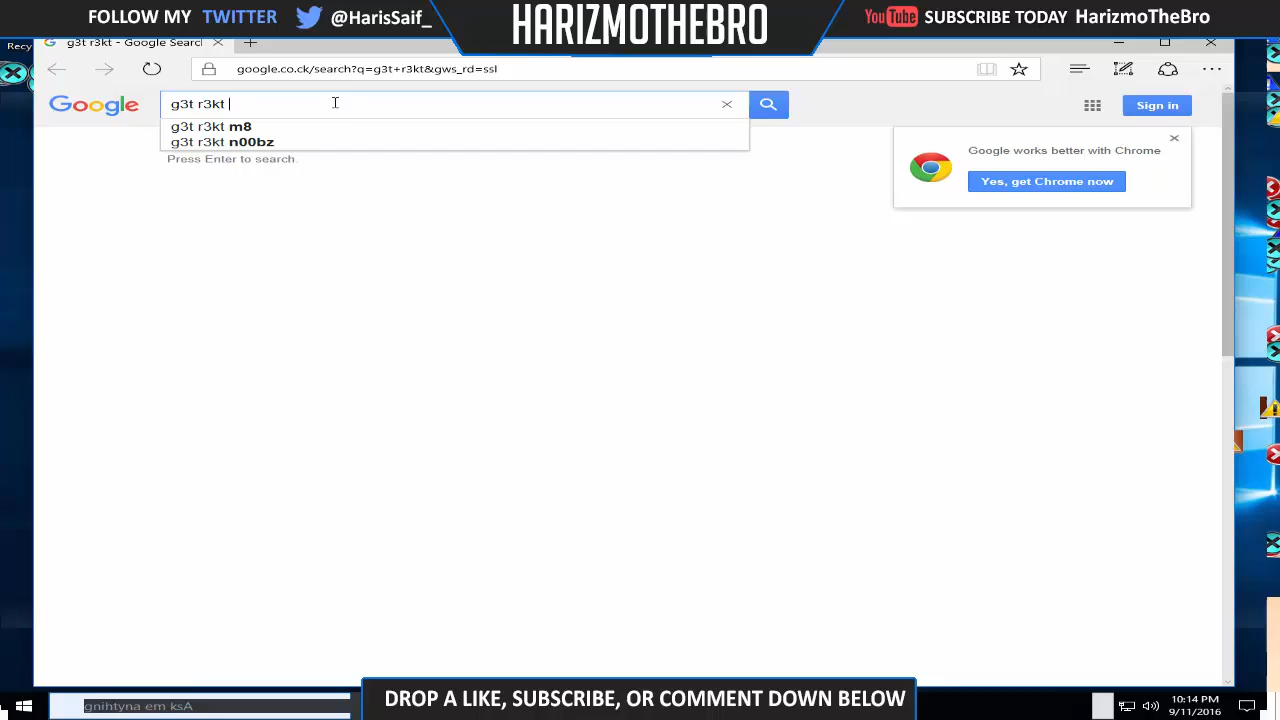 FOLLOW MY TWITTER @HarisSaif_
HARIZMOTHEBRO
YouTube SUBSCRIBE TODAY HarizmoTheBro
Recy
g3t r3kt - Google Searc
google.co.ck/search?q=g3t+r3kt&gws_rd=ssl
Google
g3t r3kt
Sign in
g3t r3kt m8
g3t r3kt n00bz
Press Enter to search.
Google works better with Chrome
Yes, get Chrome now
gnihtyna em ksA
DROP A LIKE, SUBSCRIBE, OR COMMENT DOWN BELOW
10:14 PM
9/11/2016